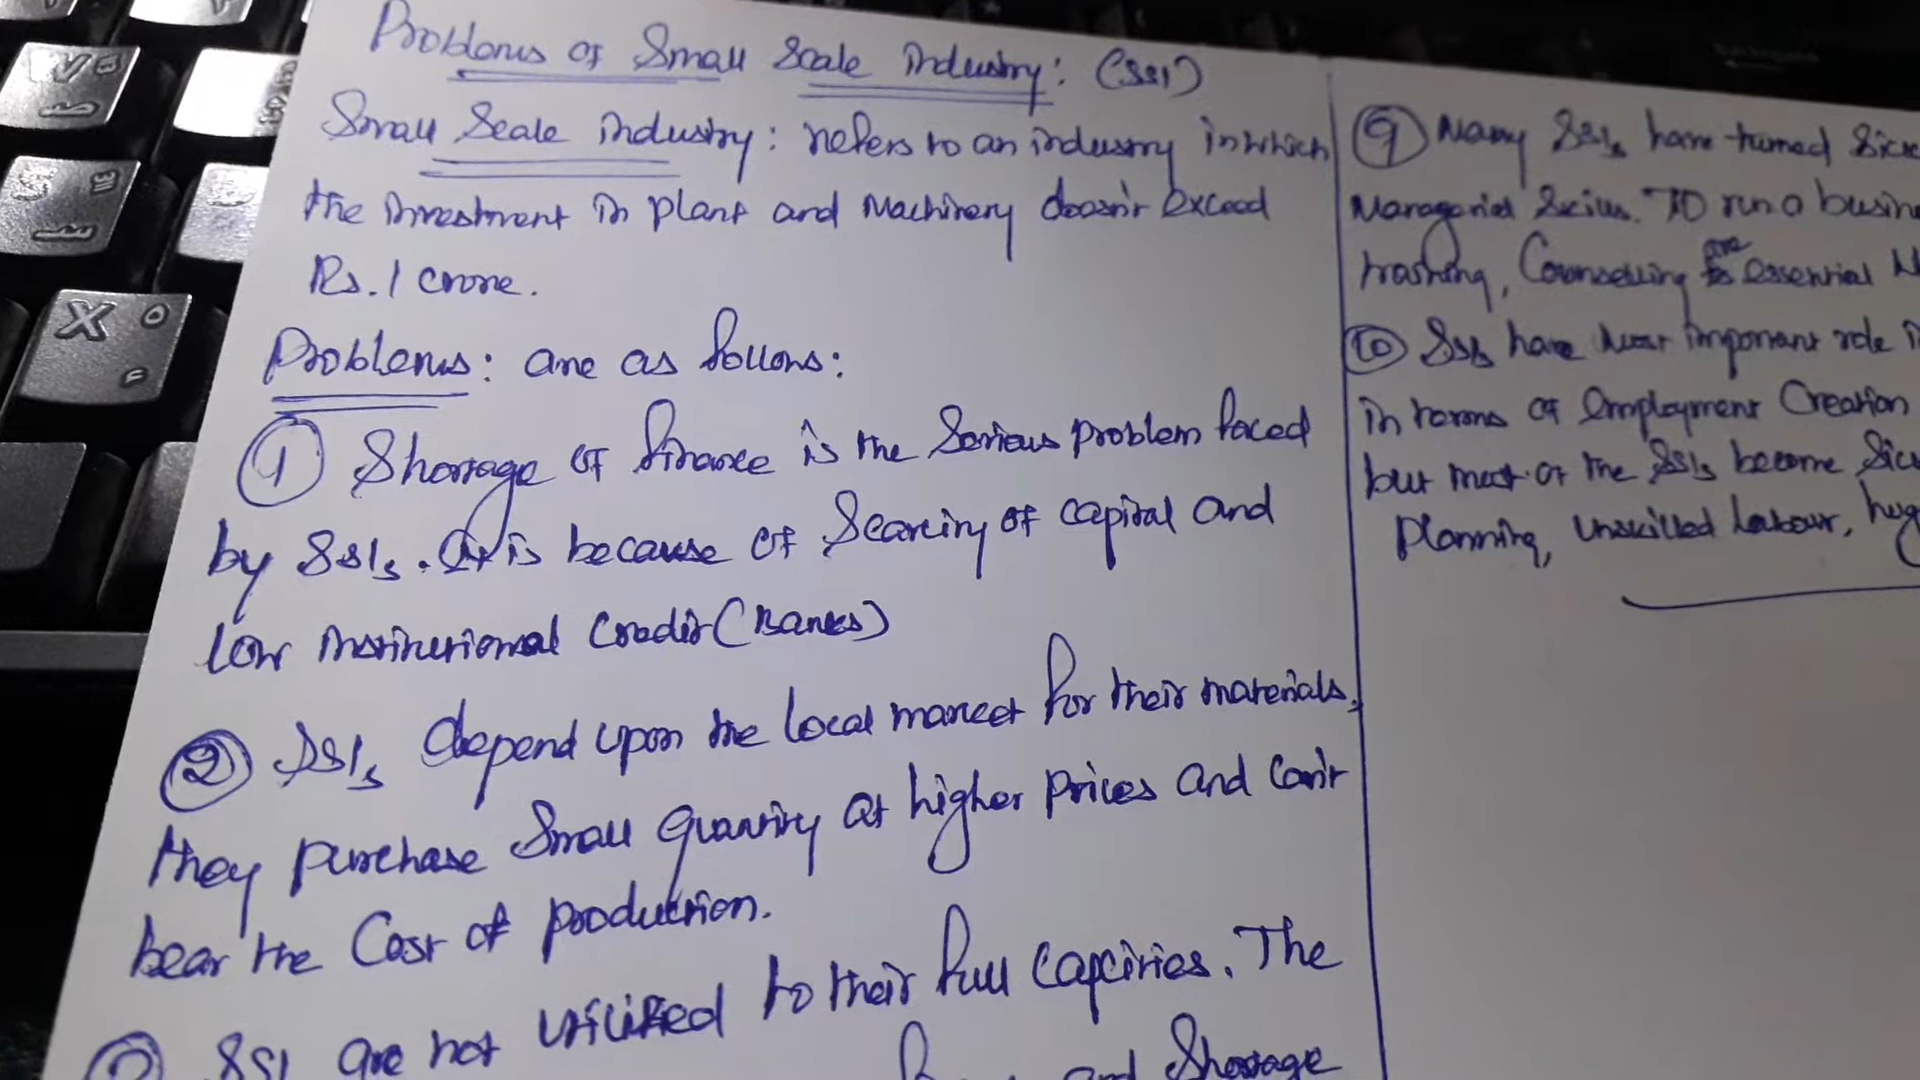 Problems of Small Scale Industry: (SSI)
Small Scale industry: refers to an industry in which
the investment in plant and Machinery doesn't exceed
Rs. 1 crore.
Problems: are as follows:
① Shortage of finance is the Serious problem faced
by SSIs. It is because of Scarcity of capital and
low institutional credit (Banks)
② SSIs depend upon the local market for their materials,
they purchase Small quantity at higher Prices and can't
bear the Cost of production.
SSI are not utilized to their full capcities. The
and Shortage
⑨ Many SSIs have turned
Managerial Skills. To run a
training, Counselling are essential
⑩ SSIs have most important role
in terms of Employment Creation
but most of the SSIs become
Planning, unskilled Labour,
X